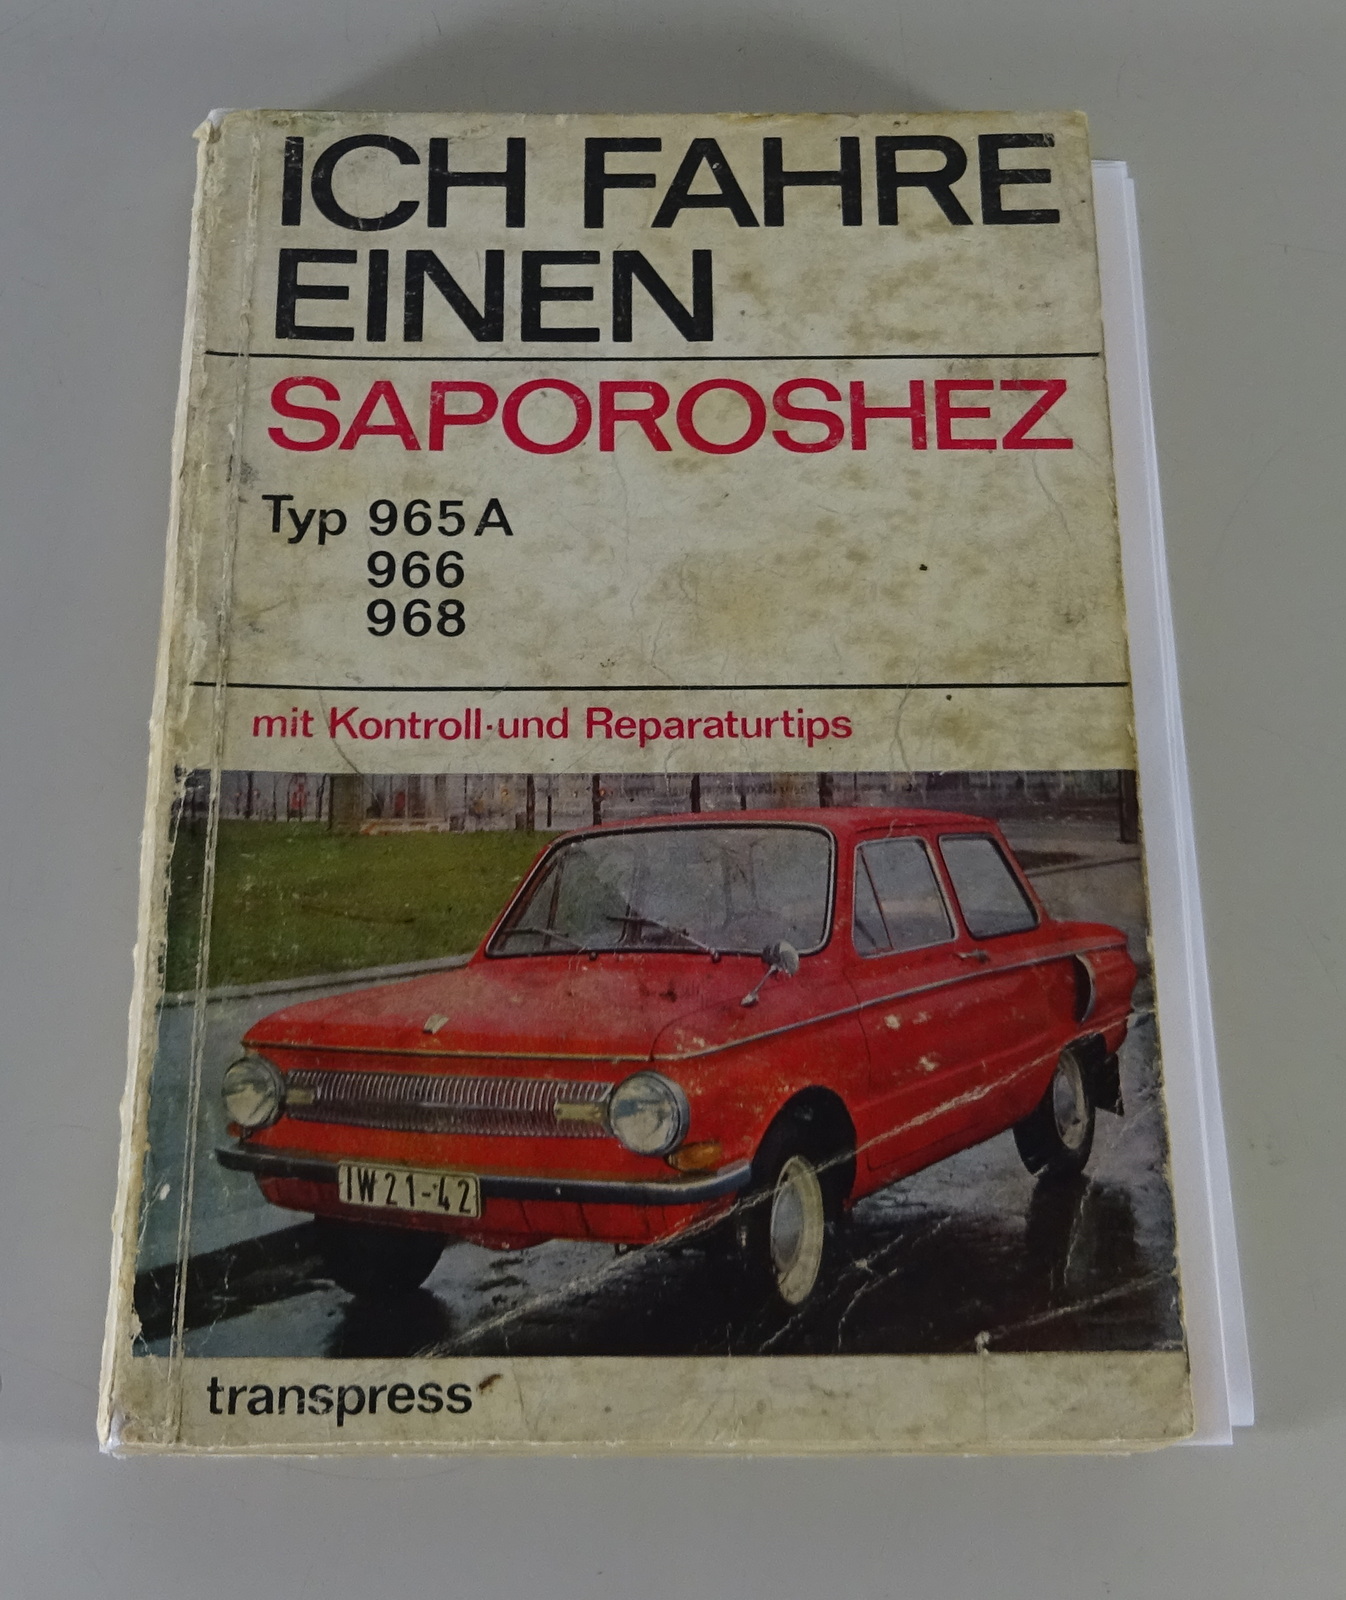 ICH FAHRE
EINEN
SAPOROSHEZ
Typ 965 A
966
968
mit Kontroll- und Reparaturtips
IW 21-42
transpress